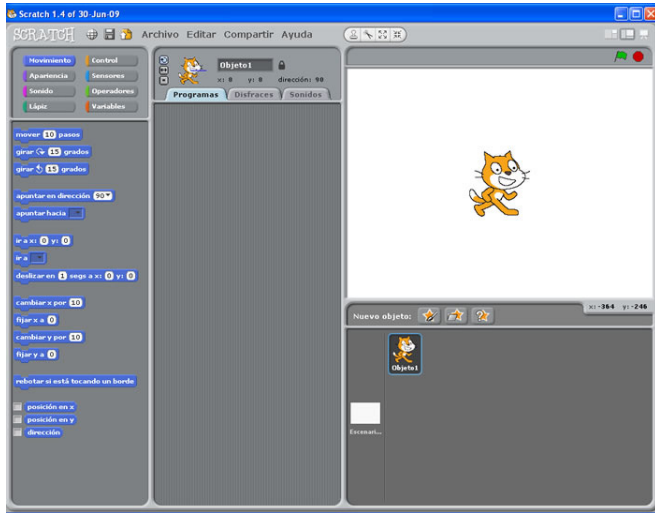 Scratch 1.4 of 30-Jun-09
SCRATCH Archivo Editar Compartir Ayuda
Movimiento Control
Apariencia Sensores
Sonido Operadores
Lápiz Variables
mover 10 pasos
girar 15 grados
girar 15 grados
apuntar en dirección 90
apuntar hacia
ir a x: 0 y: 0
ir a
deslizar en 1 segs a x: 0 y: 0
cambiar x por 10
fijar x a 0
cambiar y por 10
fijar y a 0
rebotar si está tocando un borde
posición en x
posición en y
dirección
Objeto1
x: 0 y: 0 dirección: 90
Programas Disfraces Sonidos
x: -364 y: -246
Nuevo objeto:
Objeto1
Escenari...